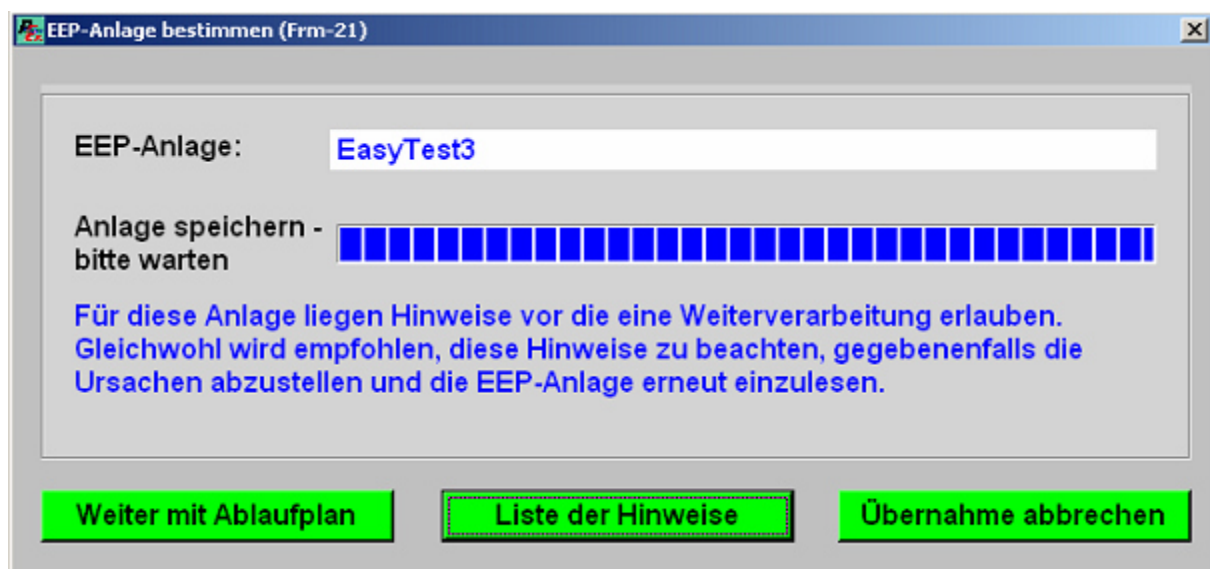 EEP-Anlage bestimmen (Frm-21)
EEP-Anlage: EasyTest3
Anlage speichern -
bitte warten
Für diese Anlage liegen Hinweise vor die eine Weiterverarbeitung erlauben.
Gleichwohl wird empfohlen, diese Hinweise zu beachten, gegebenenfalls die
Ursachen abzustellen und die EEP-Anlage erneut einzulesen.
Weiter mit Ablaufplan Liste der Hinweise Übernahme abbrechen